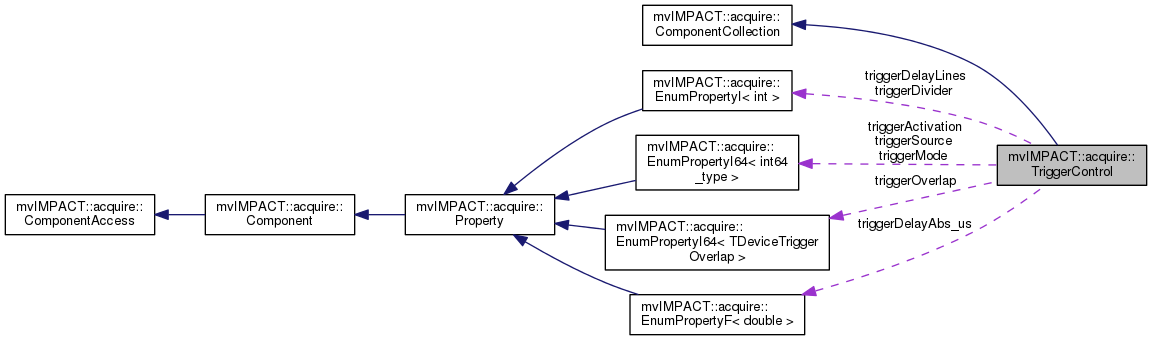 mvIMPACT::acquire::
ComponentCollection
mvIMPACT::acquire::
EnumPropertyI< int >
triggerDelayLines
triggerDivider
mvIMPACT::acquire::
EnumPropertyI64< int64
_type >
triggerActivation
triggerSource
triggerMode
mvIMPACT::acquire::
TriggerControl
mvIMPACT::acquire::
ComponentAccess
mvIMPACT::acquire::
Component
mvIMPACT::acquire::
Property
triggerOverlap
mvIMPACT::acquire::
EnumPropertyI64< TDeviceTrigger
Overlap >
triggerDelayAbs_us
mvIMPACT::acquire::
EnumPropertyF< double >